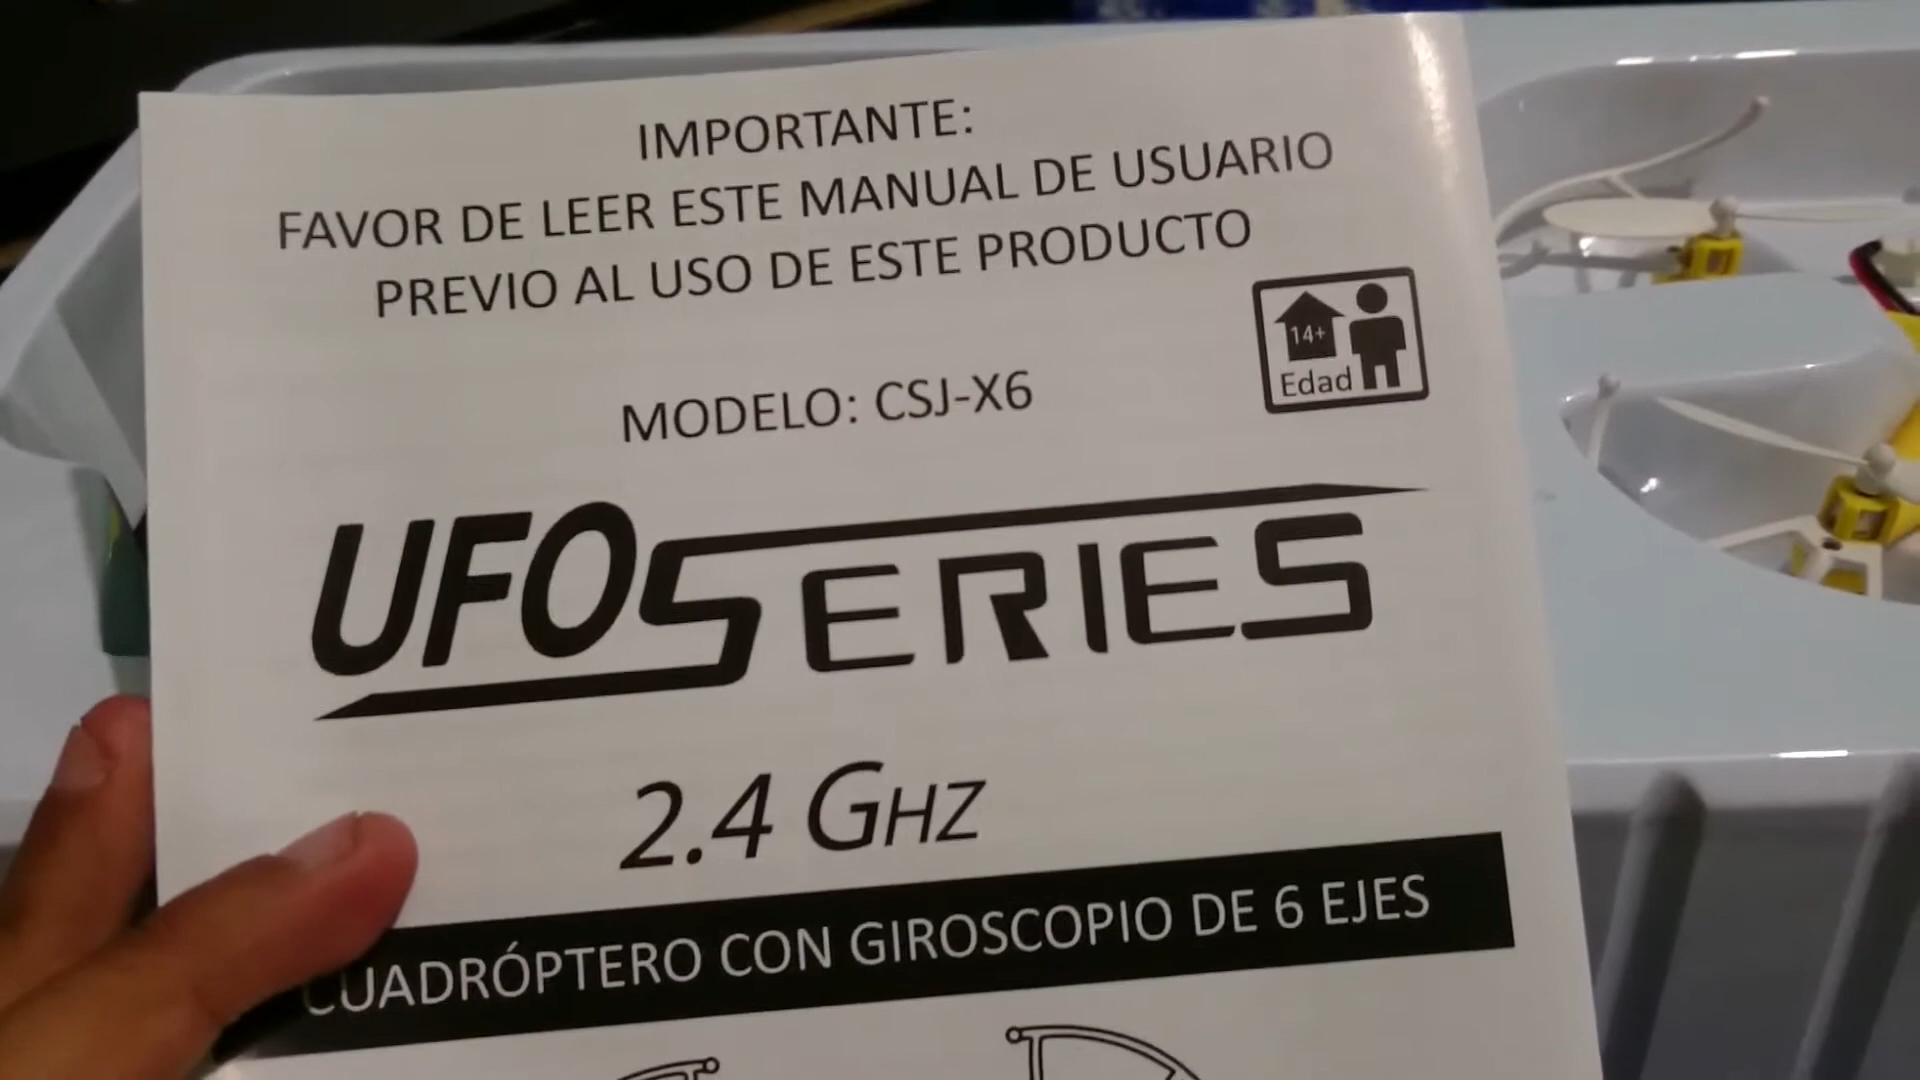 IMPORTANTE:
FAVOR DE LEER ESTE MANUAL DE USUARIO
PREVIO AL USO DE ESTE PRODUCTO
14+
Edad
MODELO: CSJ-X6
UFO SERIES
2.4 GHZ
CUADRÓPTERO CON GIROSCOPIO DE 6 EJES